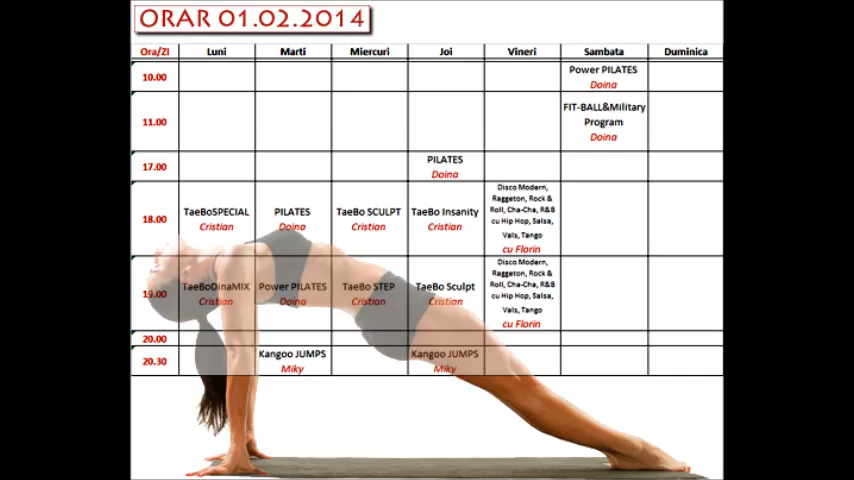 ORAR 01.02.2014
Ora/ZI Luni Marti Miercuri Joi Vineri Sambata Duminica
10.00 Power PILATES
Doina
11.00 FIT-BALL&Military
Program
Doina
17.00 PILATES
Doina
18.00 TaeBoSPECIAL
Cristian
PILATES
Doina
TaeBo SCULPT
Cristian
TaeBo Insanity
Cristian
Disco Modern,
Raggeton, Rock &
Roll, Cha-Cha, R&B
cu Hip Hop, Salsa,
Vals, Tango
cu Florin
19.00 TaeBoDinaMIX
Cristian
Power PILATES
Doina
TaeBo STEP
Cristian
TaeBo Sculpt
Cristian
Disco Modern,
Raggeton, Rock &
Roll, Cha-Cha, R&B
cu Hip Hop, Salsa,
Vals, Tango
cu Florin
20.00
20.30 Kangoo JUMPS
Miky
Kangoo JUMPS
Miky